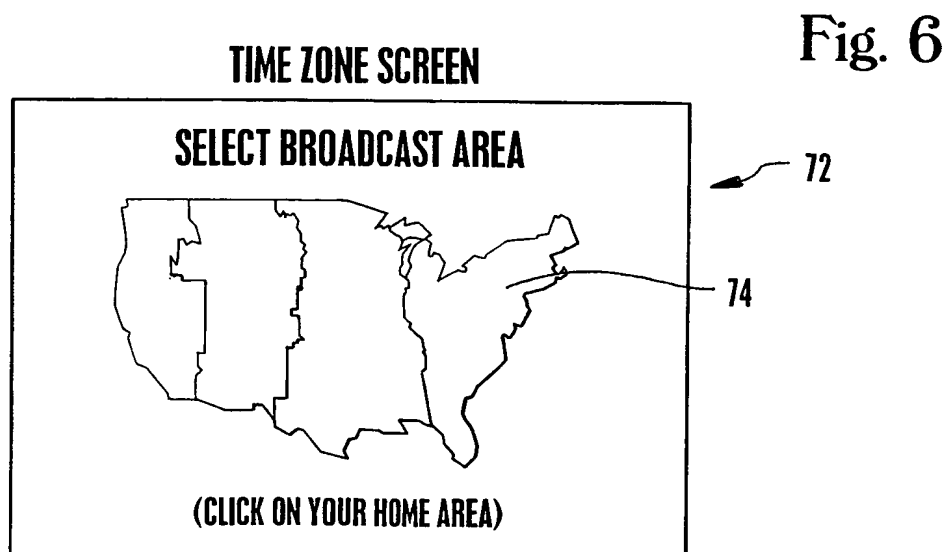 Fig. 6
TIME ZONE SCREEN
SELECT BROADCAST AREA
72
74
(CLICK ON YOUR HOME AREA)